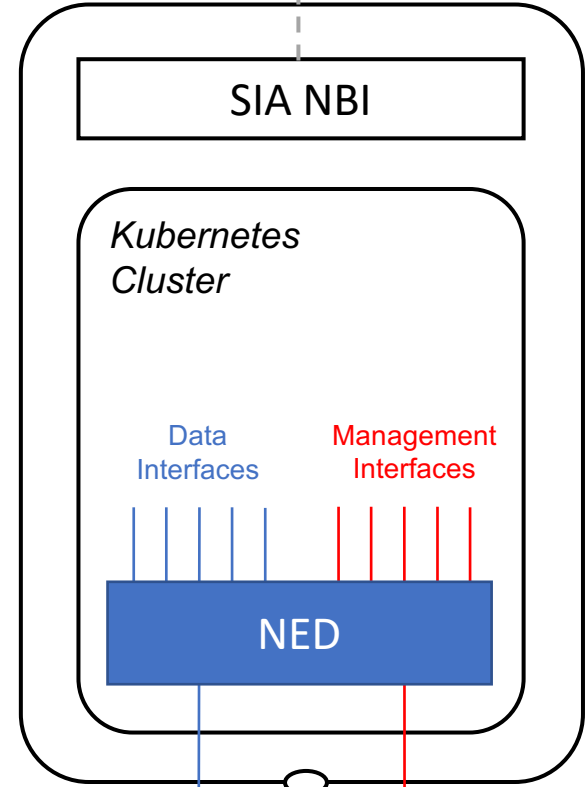 SIA NBI
Kubernetes
Cluster
Data
Interfaces
Management
Interfaces
NED